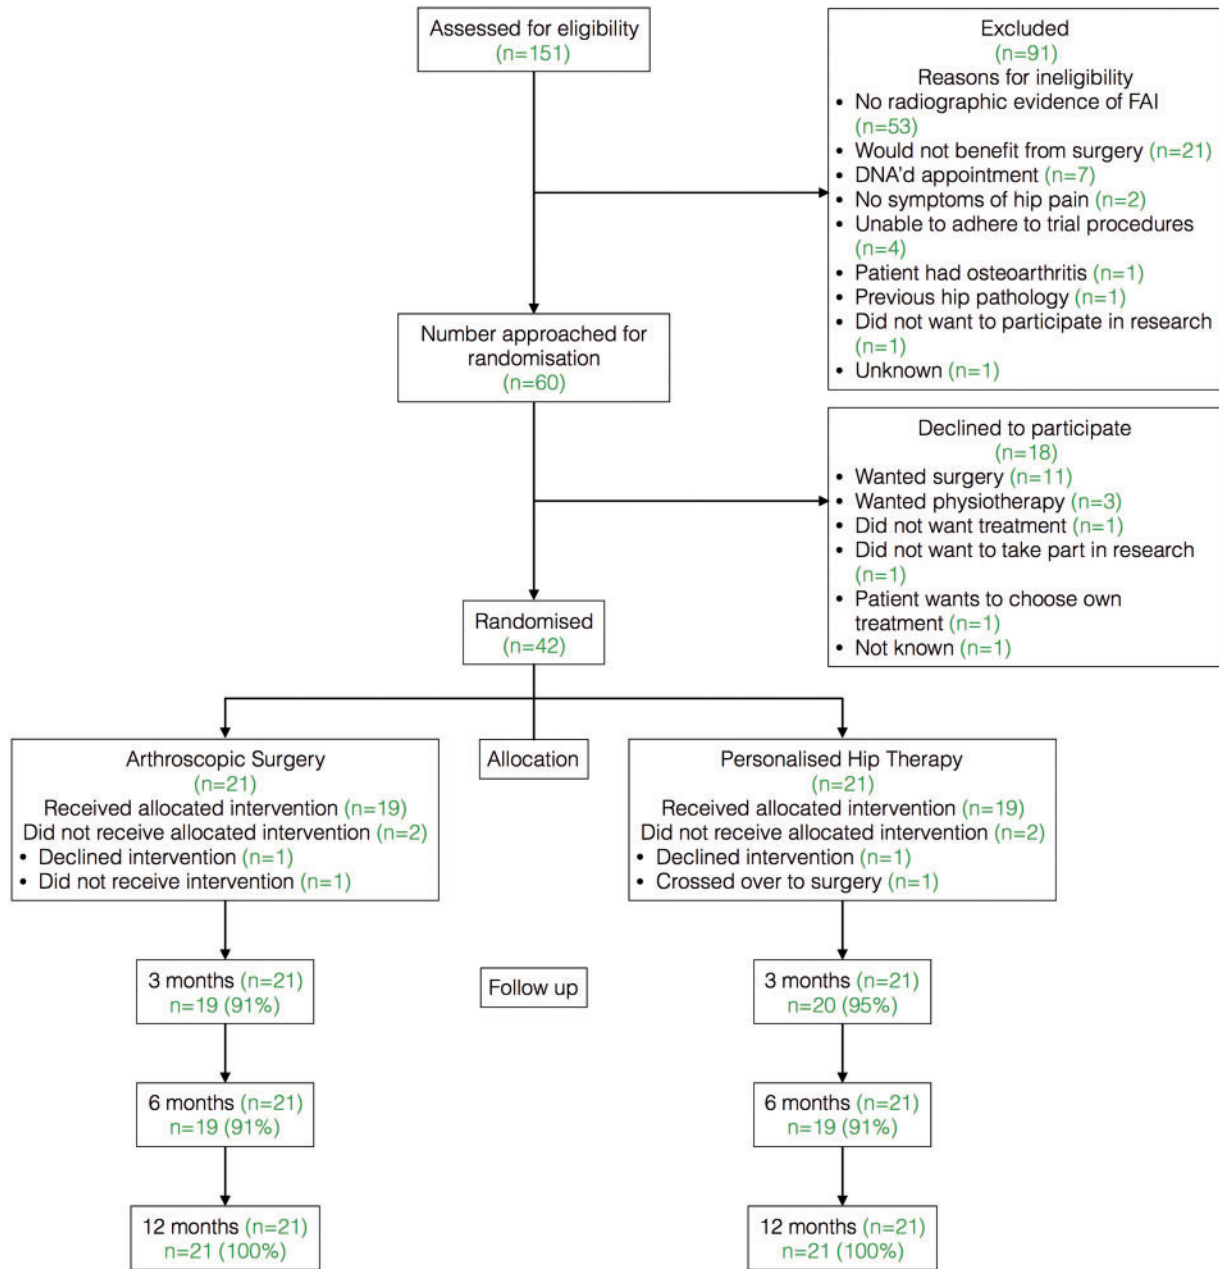 Assessed for eligibility
(n=151)
Excluded
(n=91)
Reasons for ineligibility
• No radiographic evidence of FAI
(n=53)
• Would not benefit from surgery (n=21)
• DNA'd appointment (n=7)
• No symptoms of hip pain (n=2)
• Unable to adhere to trial procedures
(n=4)
• Patient had osteoarthritis (n=1)
• Previous hip pathology (n=1)
• Did not want to participate in research
(n=1)
• Unknown (n=1)
Number approached for
randomisation
(n=60)
Declined to participate
(n=18)
• Wanted surgery (n=11)
• Wanted physiotherapy (n=3)
• Did not want treatment (n=1)
• Did not want to take part in research
(n=1)
• Patient wants to choose own
treatment (n=1)
• Not known (n=1)
Randomised
(n=42)
Arthroscopic Surgery
(n=21)
Received allocated intervention (n=19)
Did not receive allocated intervention (n=2)
• Declined intervention (n=1)
• Did not receive intervention (n=1)
Allocation
Personalised Hip Therapy
(n=21)
Received allocated intervention (n=19)
Did not receive allocated intervention (n=2)
• Declined intervention (n=1)
• Crossed over to surgery (n=1)
3 months (n=21)
n=19 (91%)
Follow up
3 months (n=21)
n=20 (95%)
6 months (n=21)
n=19 (91%)
6 months (n=21)
n=19 (91%)
12 months (n=21)
n=21 (100%)
12 months (n=21)
n=21 (100%)